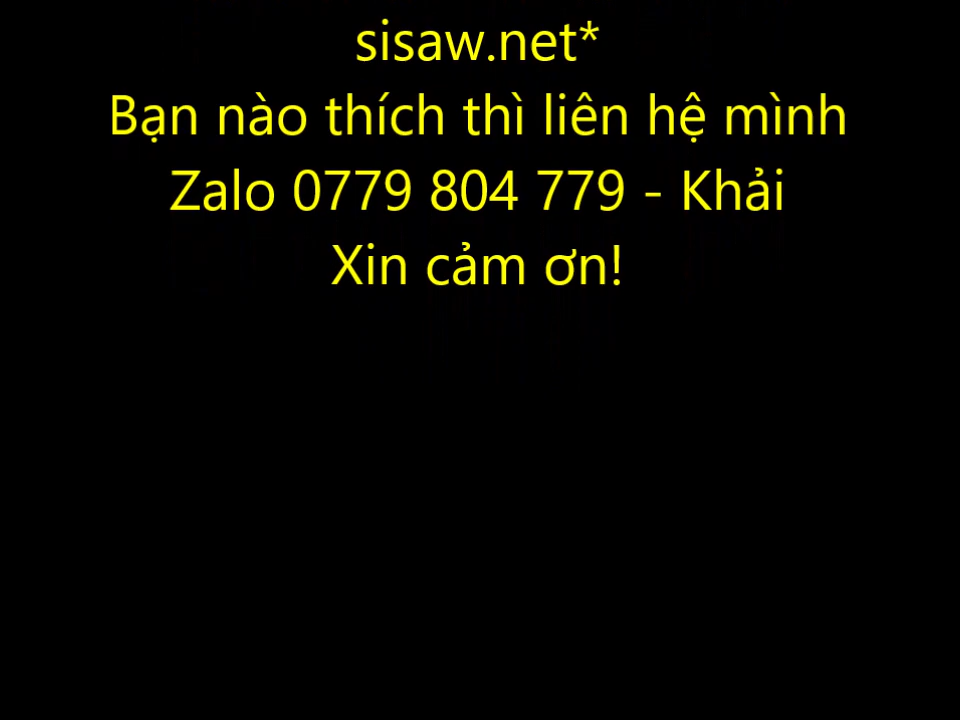 sisaw.net*
Bạn nào thích thì liên hệ mình
Zalo 0779 804 779 - Khải
Xin cảm ơn!